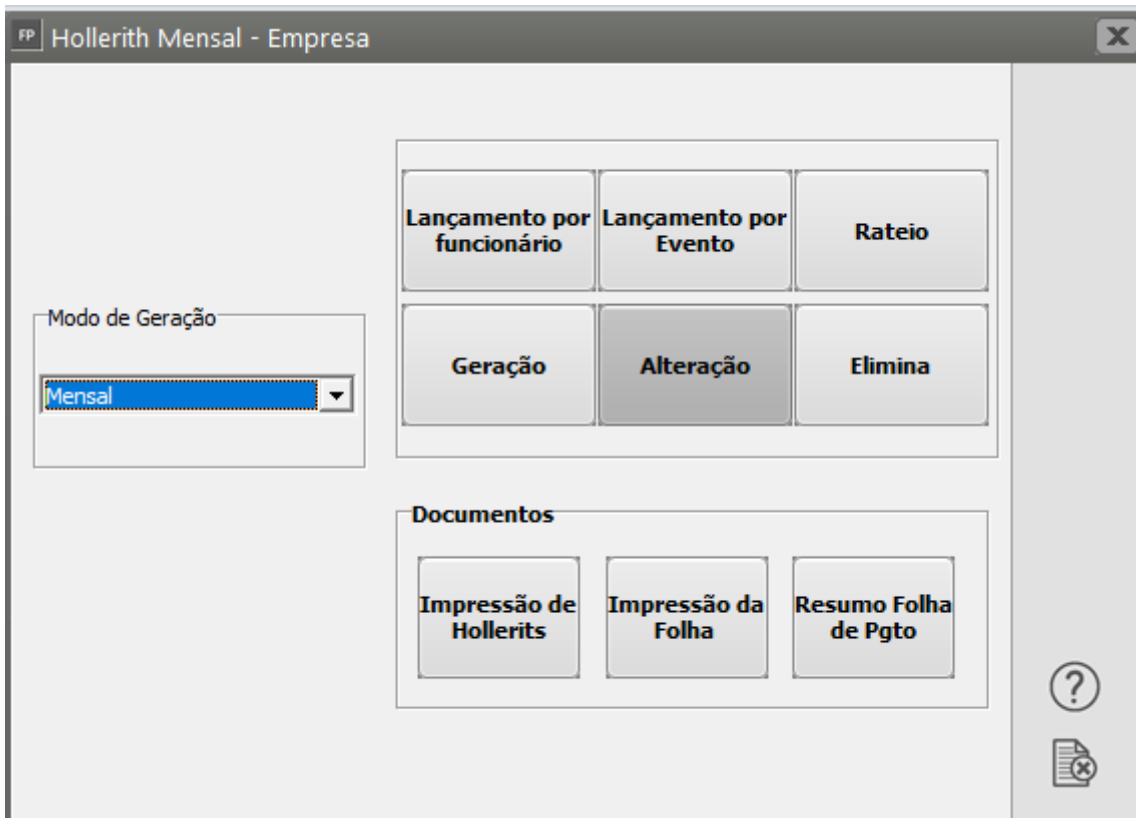 FP Hollerith Mensal - Empresa
Lançamento por
funcionário
Lançamento por
Evento
Rateio
Modo de Geração
Mensal
Geração
Alteração
Elimina
Documentos
Impressão de
Hollerits
Impressão da
Folha
Resumo Folha
de Pgto